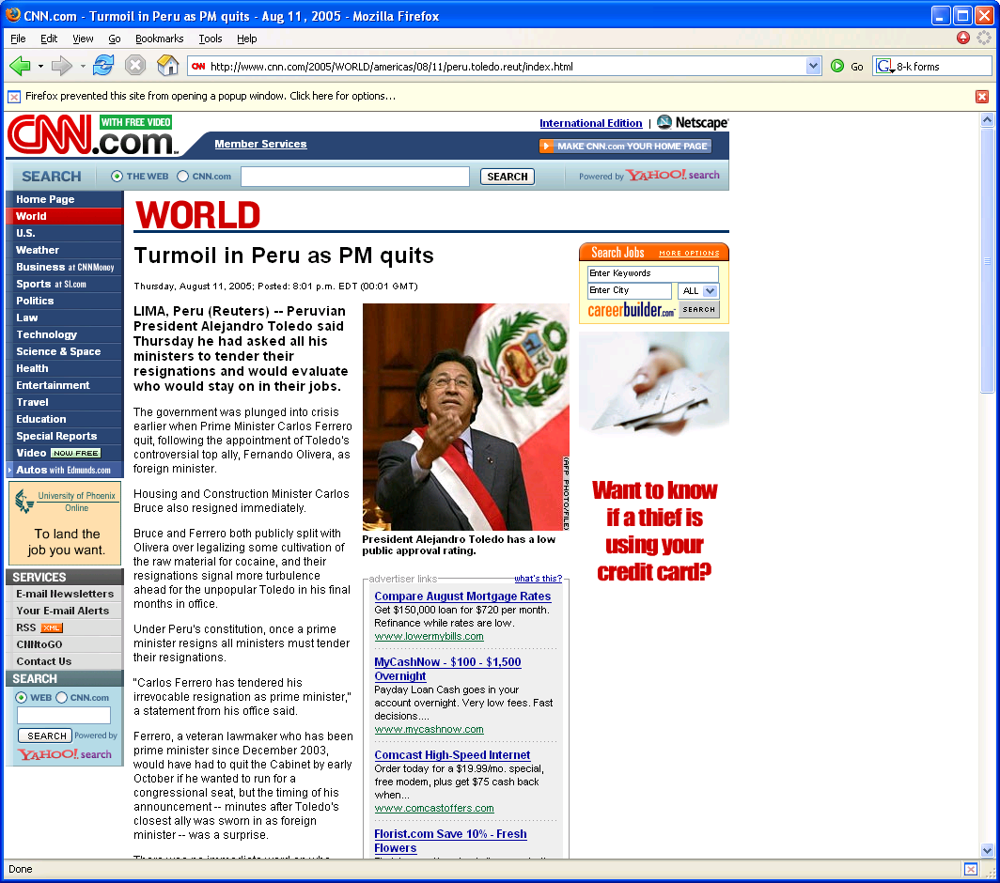 CNN.com - Turmoil in Peru as PM quits - Aug 11, 2005 - Mozilla Firefox
File Edit View Go Bookmarks Tools Help
CNN http://www.cnn.com/2005/WORLD/americas/08/11/peru.toledo.reut/index.html Go G 8-k forms
Firefox prevented this site from opening a popup window. Click here for options...
CNN.com WITH FREE VIDEO
International Edition | Netscape
Member Services
MAKE CNN.com YOUR HOME PAGE
SEARCH THE WEB CNN.com SEARCH Powered by YAHOO! search
Home Page
World
U.S.
Weather
Business at CNNMoney
Sports at SI.com
Politics
Law
Technology
Science & Space
Health
Entertainment
Travel
Education
Special Reports
Video NOW FREE
Autos with Edmunds.com
University of Phoenix
Online
To land the
job you want.
SERVICES
E-mail Newsletters
Your E-mail Alerts
RSS XML
CNNtoGO
Contact Us
SEARCH
WEB CNN.com
SEARCH Powered by
YAHOO! search
WORLD
Turmoil in Peru as PM quits
Thursday, August 11, 2005; Posted: 8:01 p.m. EDT (00:01 GMT)
LIMA, Peru (Reuters) -- Peruvian
President Alejandro Toledo said
Thursday he had asked all his
ministers to tender their
resignations and would evaluate
who would stay on in their jobs.
The government was plunged into crisis
earlier when Prime Minister Carlos Ferrero
quit, following the appointment of Toledo's
controversial top ally, Fernando Olivera, as
foreign minister.
Housing and Construction Minister Carlos
Bruce also resigned immediately.
Bruce and Ferrero both publicly split with
Olivera over legalizing some cultivation of
the raw material for cocaine, and their
resignations signal more turbulence
ahead for the unpopular Toledo in his final
months in office.
Under Peru's constitution, once a prime
minister resigns all ministers must tender
their resignations.
"Carlos Ferrero has tendered his
irrevocable resignation as prime minister,"
a statement from his office said.
Ferrero, a veteran lawmaker who has been
prime minister since December 2003,
would have had to quit the Cabinet by early
October if he wanted to run for a
congressional seat, but the timing of his
announcement -- minutes after Toledo's
closest ally was sworn in as foreign
minister -- was a surprise.
(AFP PHOTO/FILE)
President Alejandro Toledo has a low
public approval rating.
advertiser links what's this?
Compare August Mortgage Rates
Get $150,000 loan for $720 per month.
Refinance while rates are low.
www.lowermybills.com
MyCashNow - $100 - $1,500
Overnight
Payday Loan Cash goes in your
account overnight. Very low fees. Fast
decisions....
www.mycashnow.com
Comcast High-Speed Internet
Order today for a $19.99/mo. special,
free modem, plus get $75 cash back
when...
www.comcastoffers.com
Florist.com Save 10% - Fresh
Flowers
Search Jobs MORE OPTIONS
Enter Keywords
Enter City ALL
careerbuilder.com SEARCH
Want to know
if a thief is
using your
credit card?
Done